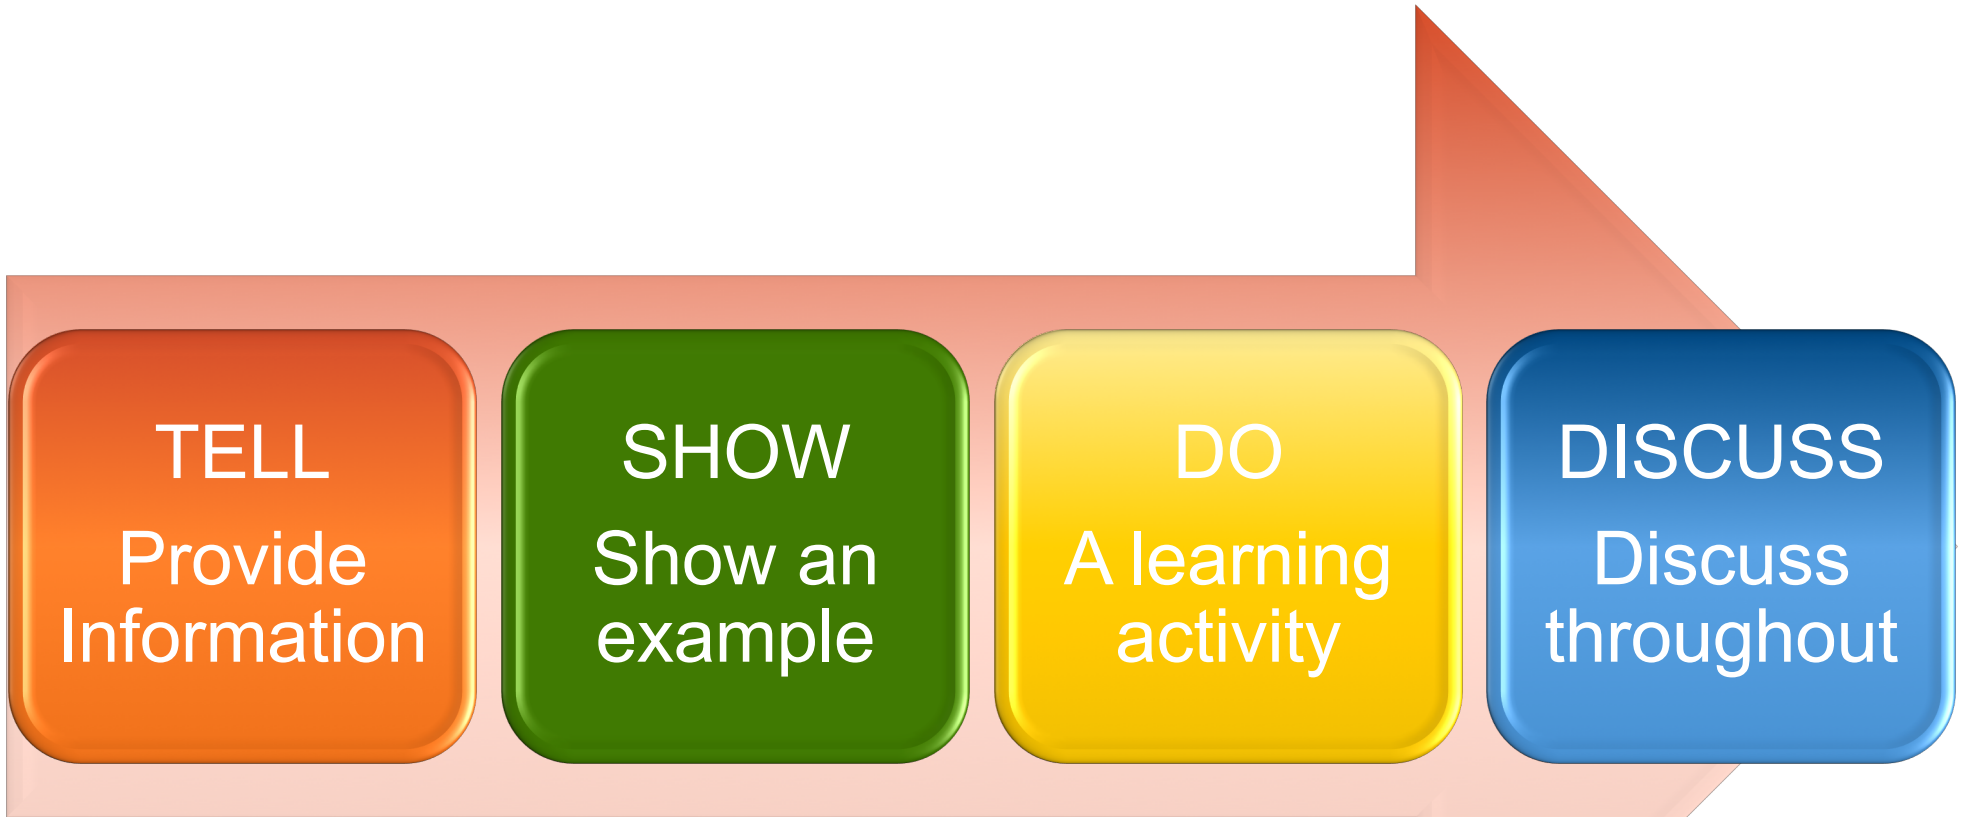 TELL
Provide
Information
SHOW
Show an
example
DO
A learning
activity
DISCUSS
Discuss
throughout